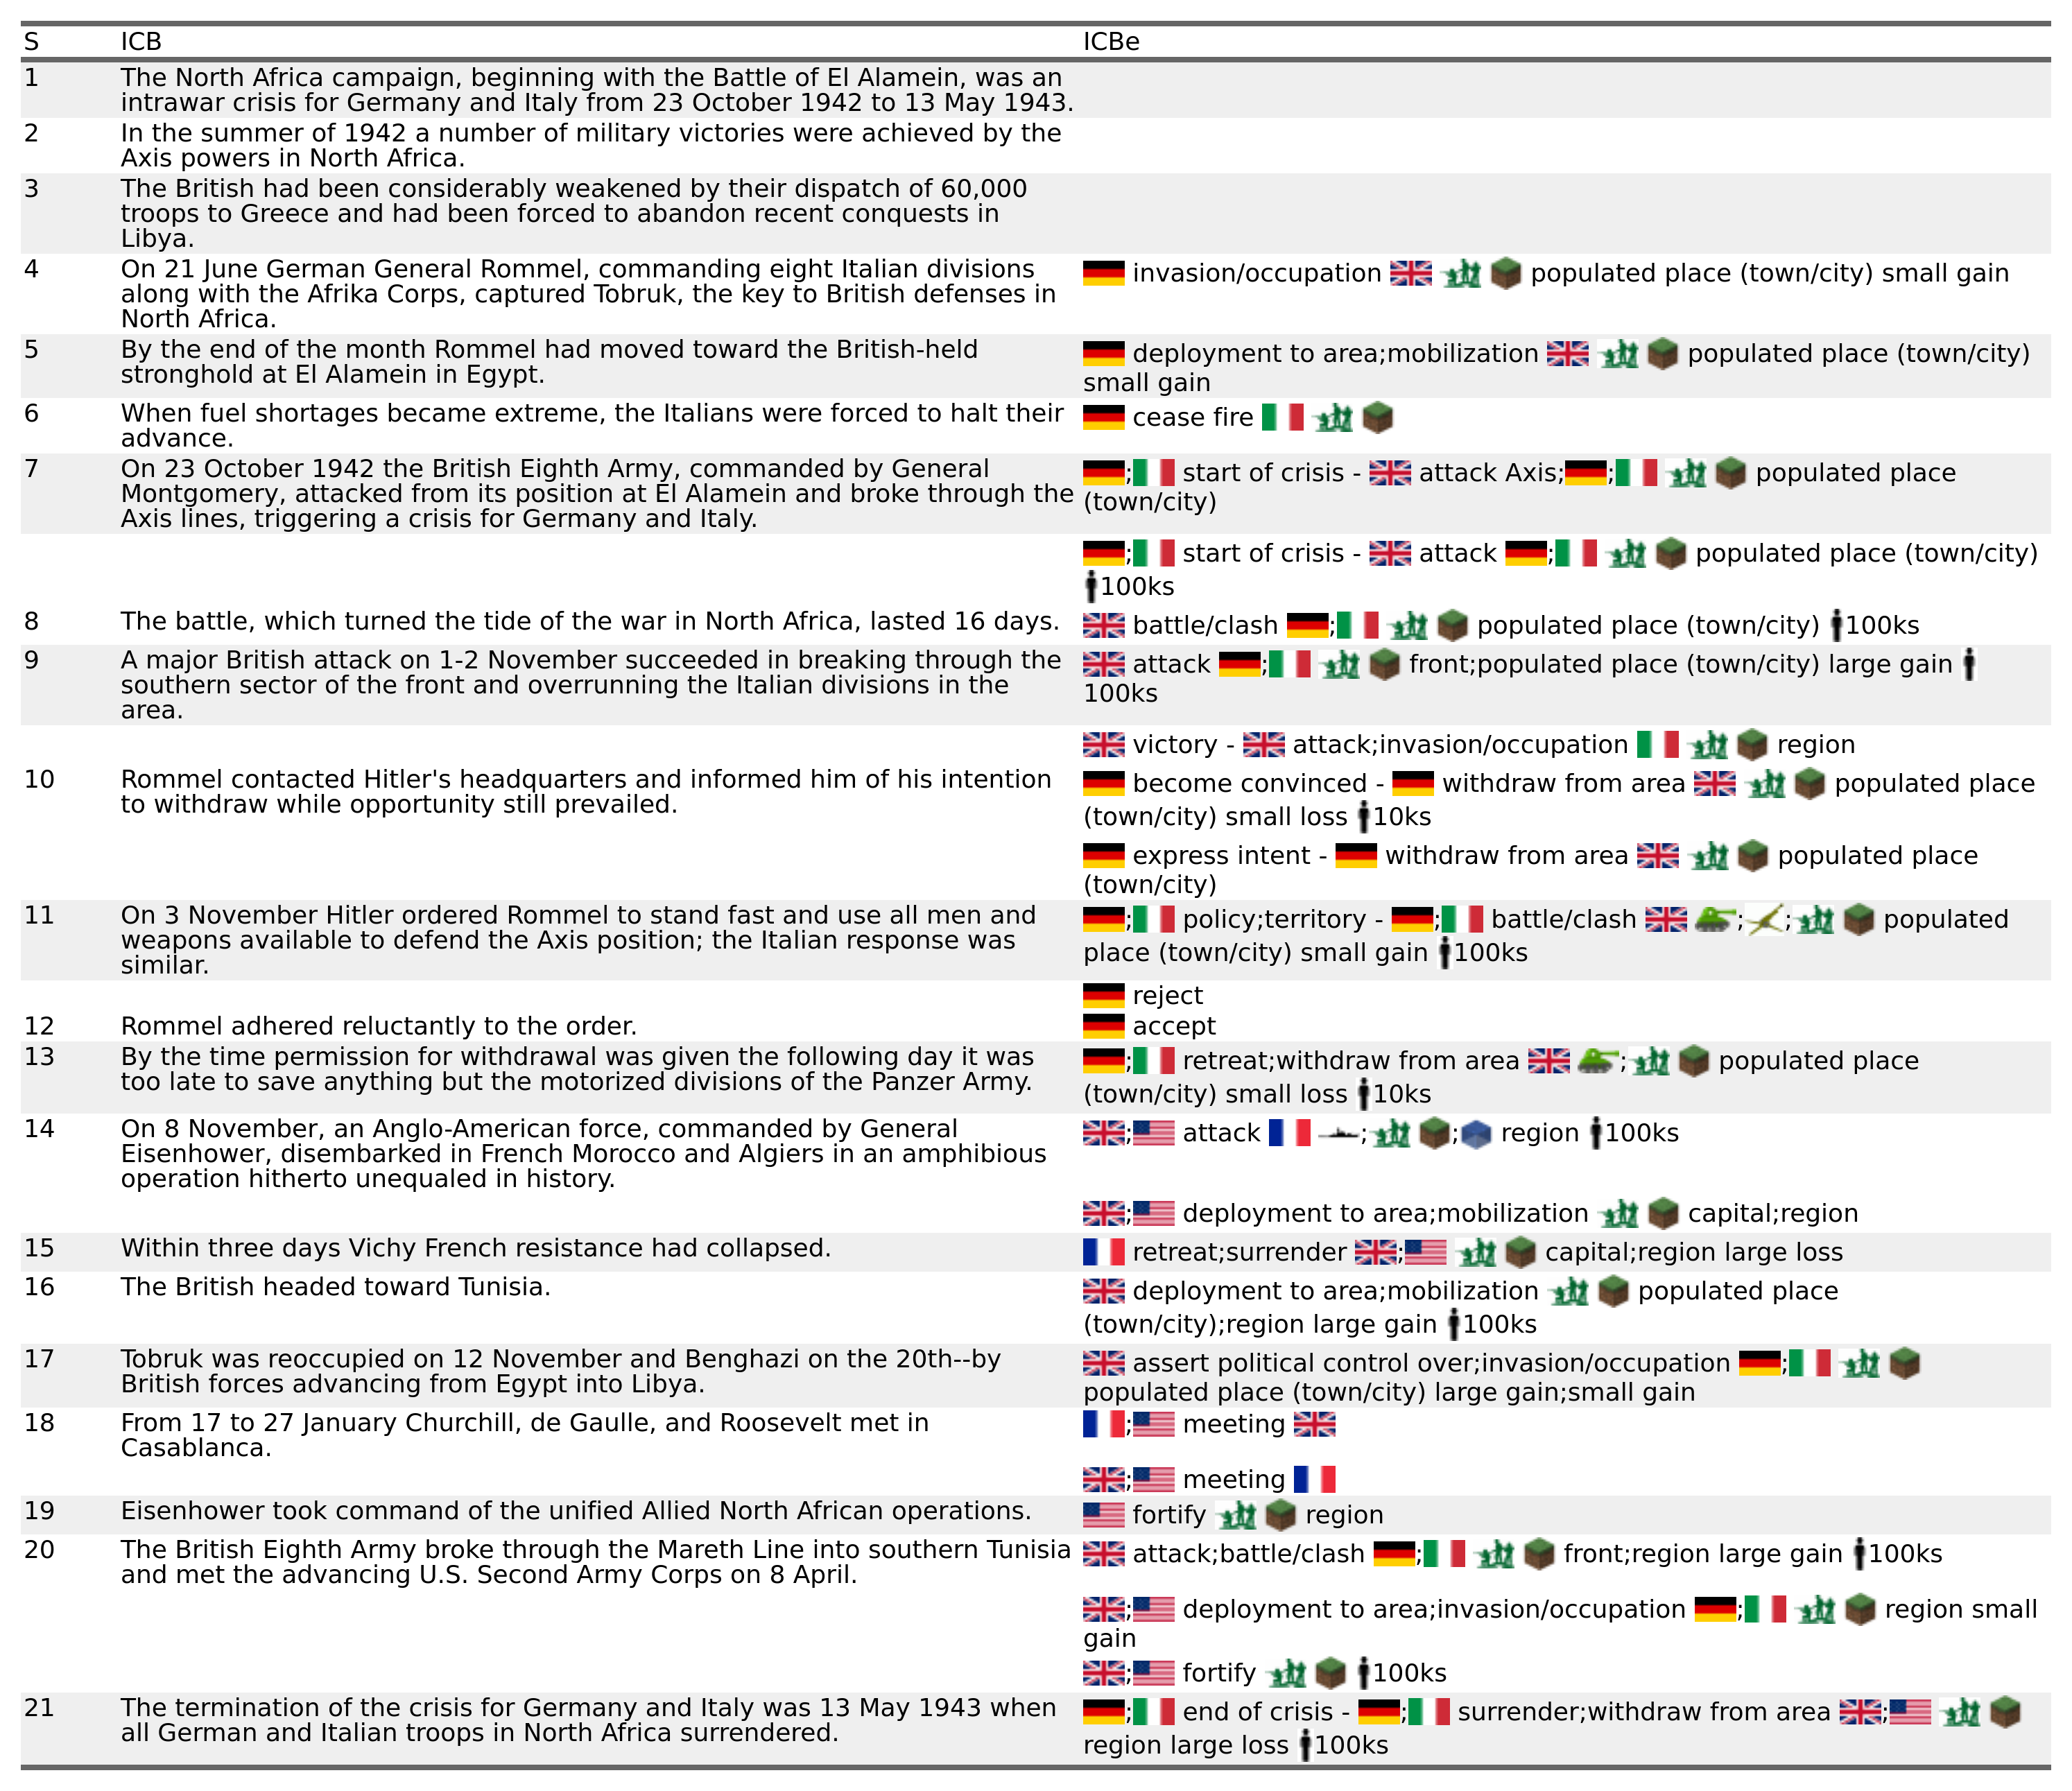 S ICB ICBe
1 The North Africa campaign, beginning with the Battle of El Alamein, was an
intrawar crisis for Germany and Italy from 23 October 1942 to 13 May 1943.
2 In the summer of 1942 a number of military victories were achieved by the
Axis powers in North Africa.
3 The British had been considerably weakened by their dispatch of 60,000
troops to Greece and had been forced to abandon recent conquests in
Libya.
4 On 21 June German General Rommel, commanding eight Italian divisions
along with the Afrika Corps, captured Tobruk, the key to British defenses in
North Africa.
invasion/occupation populated place (town/city) small gain
5 By the end of the month Rommel had moved toward the British-held
stronghold at El Alamein in Egypt.
deployment to area;mobilization populated place (town/city)
small gain
6 When fuel shortages became extreme, the Italians were forced to halt their
advance.
cease fire
7 On 23 October 1942 the British Eighth Army, commanded by General
Montgomery, attacked from its position at El Alamein and broke through the
Axis lines, triggering a crisis for Germany and Italy.
; start of crisis - attack Axis; ; populated place
(town/city)
; start of crisis - attack ; populated place (town/city)
100ks
8 The battle, which turned the tide of the war in North Africa, lasted 16 days.
battle/clash ; populated place (town/city) 100ks
9 A major British attack on 1-2 November succeeded in breaking through the
southern sector of the front and overrunning the Italian divisions in the
area.
attack ; front;populated place (town/city) large gain
100ks
victory - attack;invasion/occupation region
10 Rommel contacted Hitler's headquarters and informed him of his intention
to withdraw while opportunity still prevailed.
become convinced - withdraw from area populated place
(town/city) small loss 10ks
express intent - withdraw from area populated place
(town/city)
11 On 3 November Hitler ordered Rommel to stand fast and use all men and
weapons available to defend the Axis position; the Italian response was
similar.
; policy;territory - ; battle/clash ; ; populated
place (town/city) small gain 100ks
reject
12 Rommel adhered reluctantly to the order.
accept
13 By the time permission for withdrawal was given the following day it was
too late to save anything but the motorized divisions of the Panzer Army.
; retreat;withdraw from area ; populated place
(town/city) small loss 10ks
14 On 8 November, an Anglo-American force, commanded by General
Eisenhower, disembarked in French Morocco and Algiers in an amphibious
operation hitherto unequaled in history.
; attack ; ; region 100ks
; deployment to area;mobilization capital;region
15 Within three days Vichy French resistance had collapsed.
retreat;surrender ; capital;region large loss
16 The British headed toward Tunisia.
deployment to area;mobilization populated place
(town/city);region large gain 100ks
17 Tobruk was reoccupied on 12 November and Benghazi on the 20th--by
British forces advancing from Egypt into Libya.
assert political control over;invasion/occupation ;
populated place (town/city) large gain;small gain
18 From 17 to 27 January Churchill, de Gaulle, and Roosevelt met in
Casablanca.
; meeting
; meeting
19 Eisenhower took command of the unified Allied North African operations.
fortify region
20 The British Eighth Army broke through the Mareth Line into southern Tunisia
and met the advancing U.S. Second Army Corps on 8 April.
attack;battle/clash ; front;region large gain 100ks
; deployment to area;invasion/occupation ; region small
gain
; fortify 100ks
21 The termination of the crisis for Germany and Italy was 13 May 1943 when
all German and Italian troops in North Africa surrendered.
; end of crisis - ; surrender;withdraw from area ;
region large loss 100ks